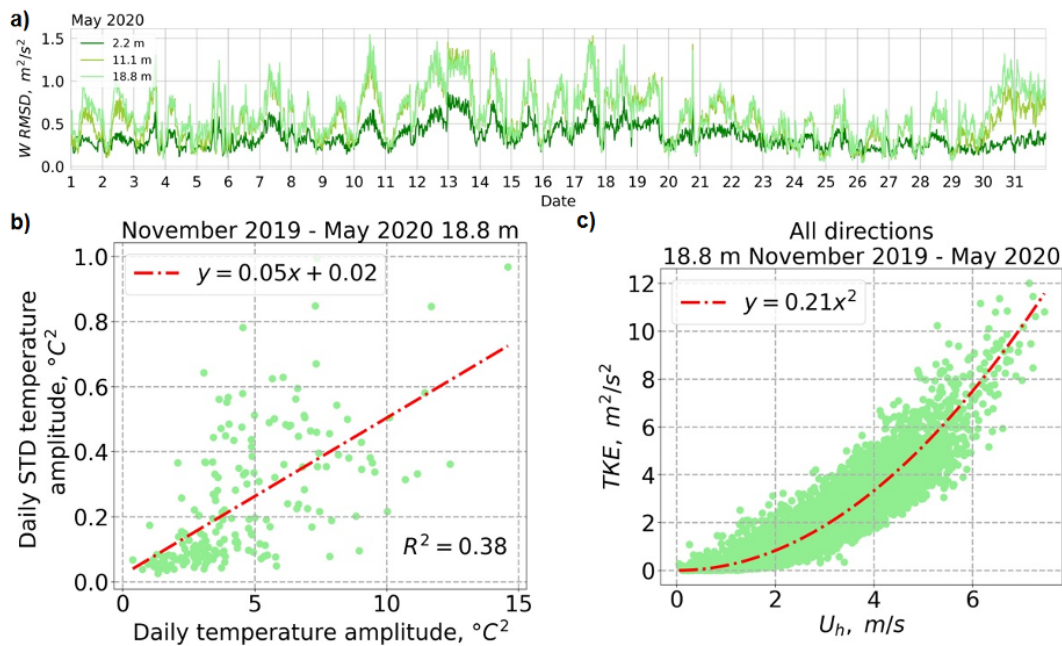 a)
May 2020
2.2 m
11.1 m
18.8 m
W RMSD, m²/s²
1.5
1.0
0.5
0.0
1 2 3 4 5 6 7 8 9 10 11 12 13 14 15 16 17 18 19 20 21 22 23 24 25 26 27 28 29 30 31
Date
b)
November 2019 - May 2020 18.8 m
y = 0.05x + 0.02
Daily STD temperature
amplitude, °C²
1.0
0.8
0.6
0.4
0.2
0.0
R² = 0.38
0 5 10 15
Daily temperature amplitude, °C²
c)
All directions
18.8 m November 2019 - May 2020
y = 0.21x²
TKE, m²/s²
12
10
8
6
4
2
0
0 2 4 6
U_h, m/s